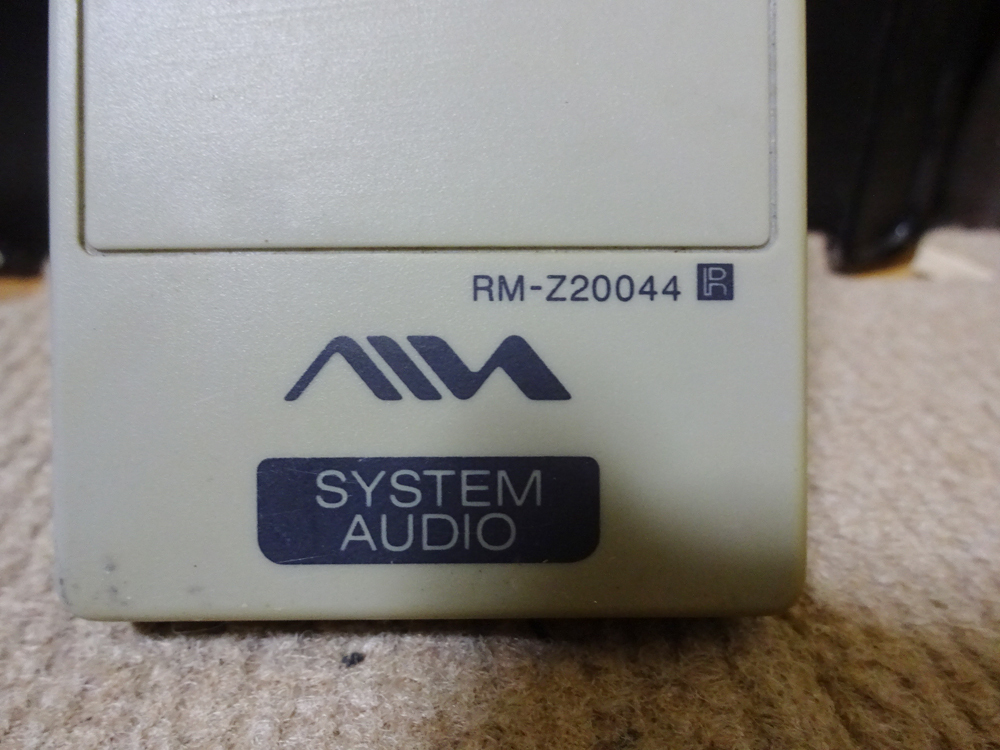 RM-Z20044 R
AIWA
SYSTEM
AUDIO